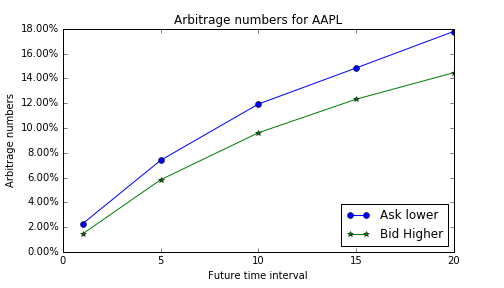 Arbitrage numbers for AAPL
18.00%
16.00%
14.00%
12.00%
10.00%
8.00%
6.00%
4.00%
2.00%
0.00%
Arbitrage numbers
0 5 10 15 20
Future time interval
Ask lower
Bid Higher